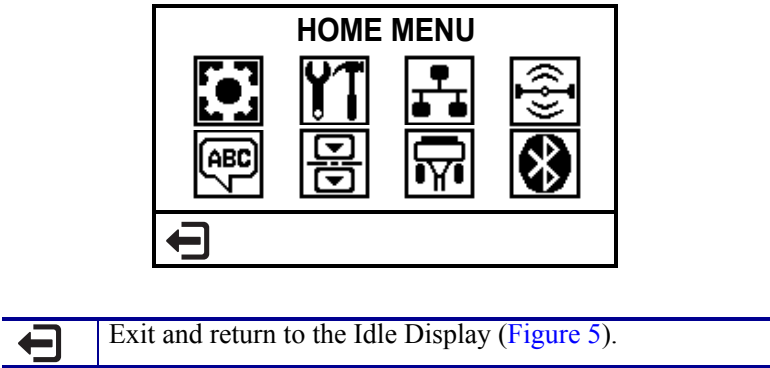 HOME MENU
ABC
Exit and return to the Idle Display (Figure 5).